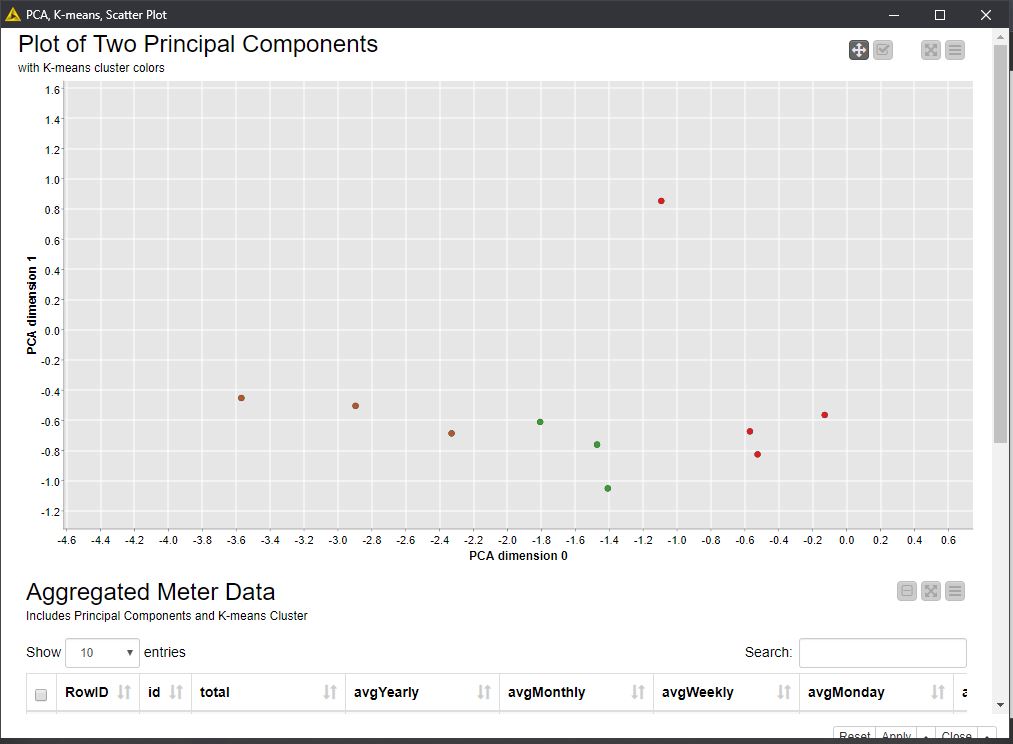 PCA, K-means, Scatter Plot
Plot of Two Principal Components
with K-means cluster colors
1.6
1.4
1.2
1.0
0.8
0.6
0.4
0.2
0.0
-0.2
-0.4
-0.6
-0.8
-1.0
-1.2
PCA dimension 1
-4.6 -4.4 -4.2 -4.0 -3.8 -3.6 -3.4 -3.2 -3.0 -2.8 -2.6 -2.4 -2.2 -2.0 -1.8 -1.6 -1.4 -1.2 -1.0 -0.8 -0.6 -0.4 -0.2 0.0 0.2 0.4 0.6
PCA dimension 0
Aggregated Meter Data
Includes Principal Components and K-means Cluster
Show 10 entries Search:
RowID id total avgYearly avgMonthly avgWeekly avgMonday
Reset Apply Close